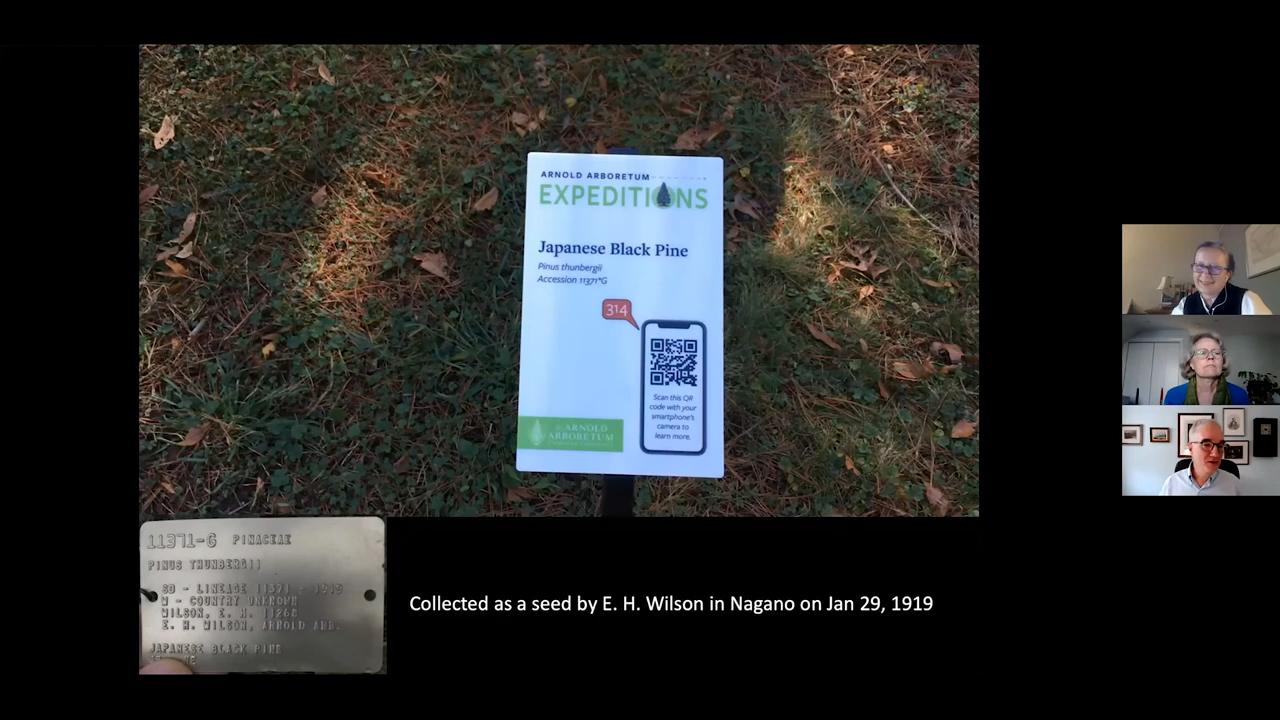 ARNOLD ARBORETUM
EXPEDITIONS
Japanese Black Pine
Pinus thunbergii
Accession 11371*G
314
Scan this QR
code with your
smartphone's
camera to
learn more.
ARNOLD
ARBORETUM
11371-G PINACEAE
PINUS THUNBERGII
SD - LINEAGE 11371 - 1919
W - COUNTRY UNKNOWN
WILSON, E. H. 11268
E. H. WILSON, ARNOLD ARB.
JAPANESE BLACK PINE
Collected as a seed by E. H. Wilson in Nagano on Jan 29, 1919